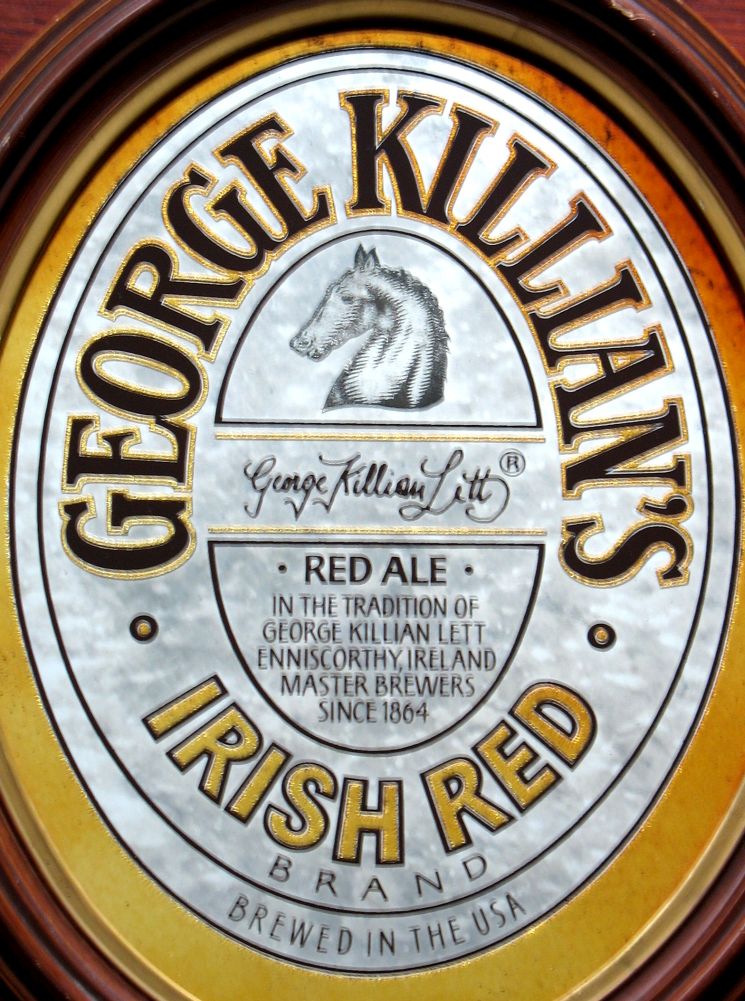 GEORGE KILLIAN'S
George Killian Lett ®
· RED ALE ·
IN THE TRADITION OF
GEORGE KILLIAN LETT
ENNISCORTHY, IRELAND
MASTER BREWERS
SINCE 1864
IRISH RED
BRAND
BREWED IN THE USA